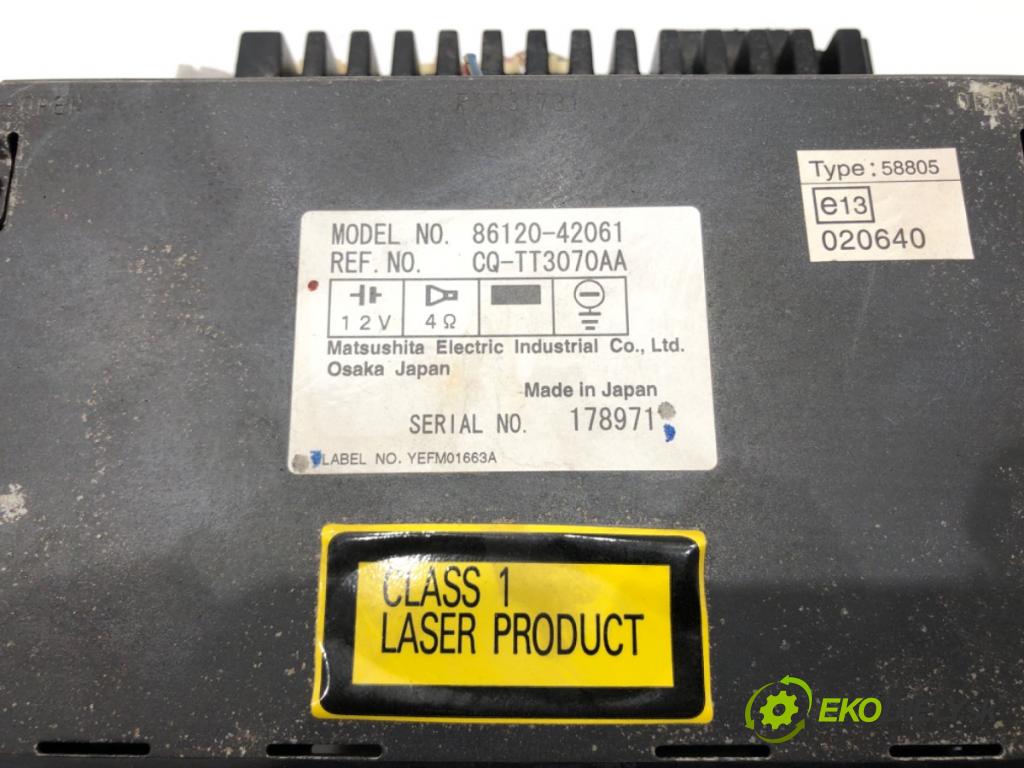 MODEL NO. 86120-42061
REF. NO. CQ-TT3070AA
12V 4Ω
Matsushita Electric Industrial Co., Ltd.
Osaka Japan
Made in Japan
SERIAL NO. 178971
LABEL NO. YEFM01663A
Type: 58805
e13
020640
CLASS 1
LASER PRODUCT
EKO